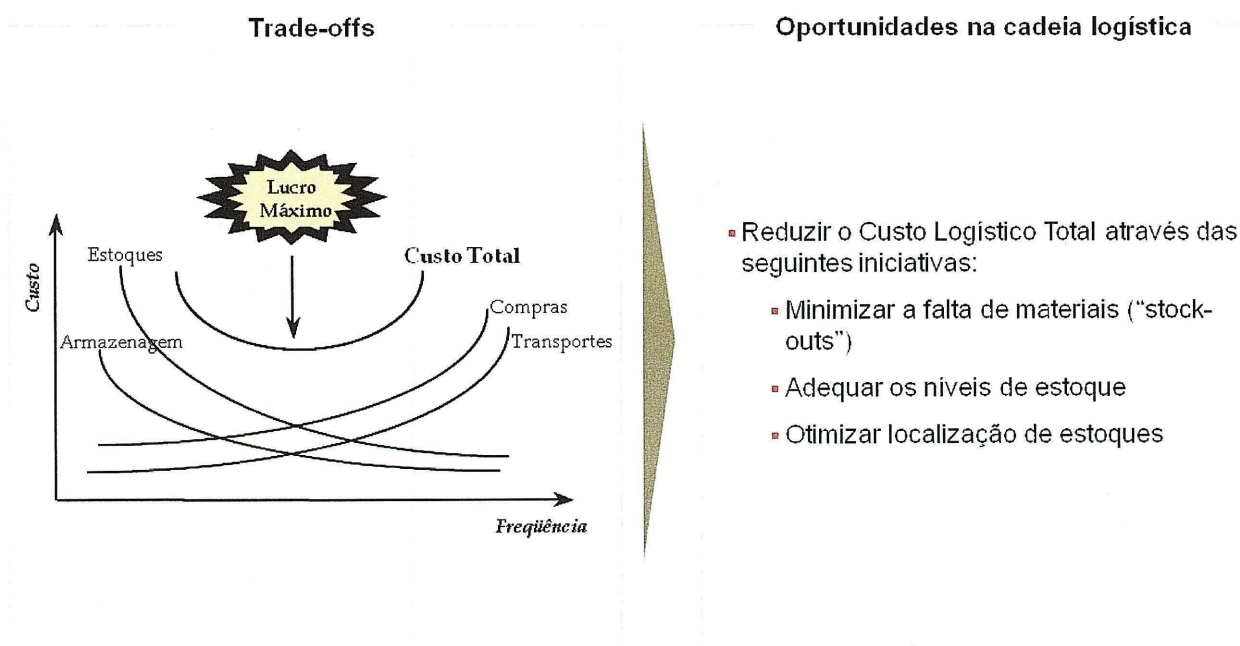 Trade-offs
Lucro
Máximo
Custo
Estoques
Custo Total
Compras
Armazenagem
Transportes
Freqüência
Oportunidades na cadeia logística
Reduzir o Custo Logístico Total através das
seguintes iniciativas:
Minimizar a falta de materiais (“stock-
outs”)
Adequar os níveis de estoque
Otimizar localização de estoques